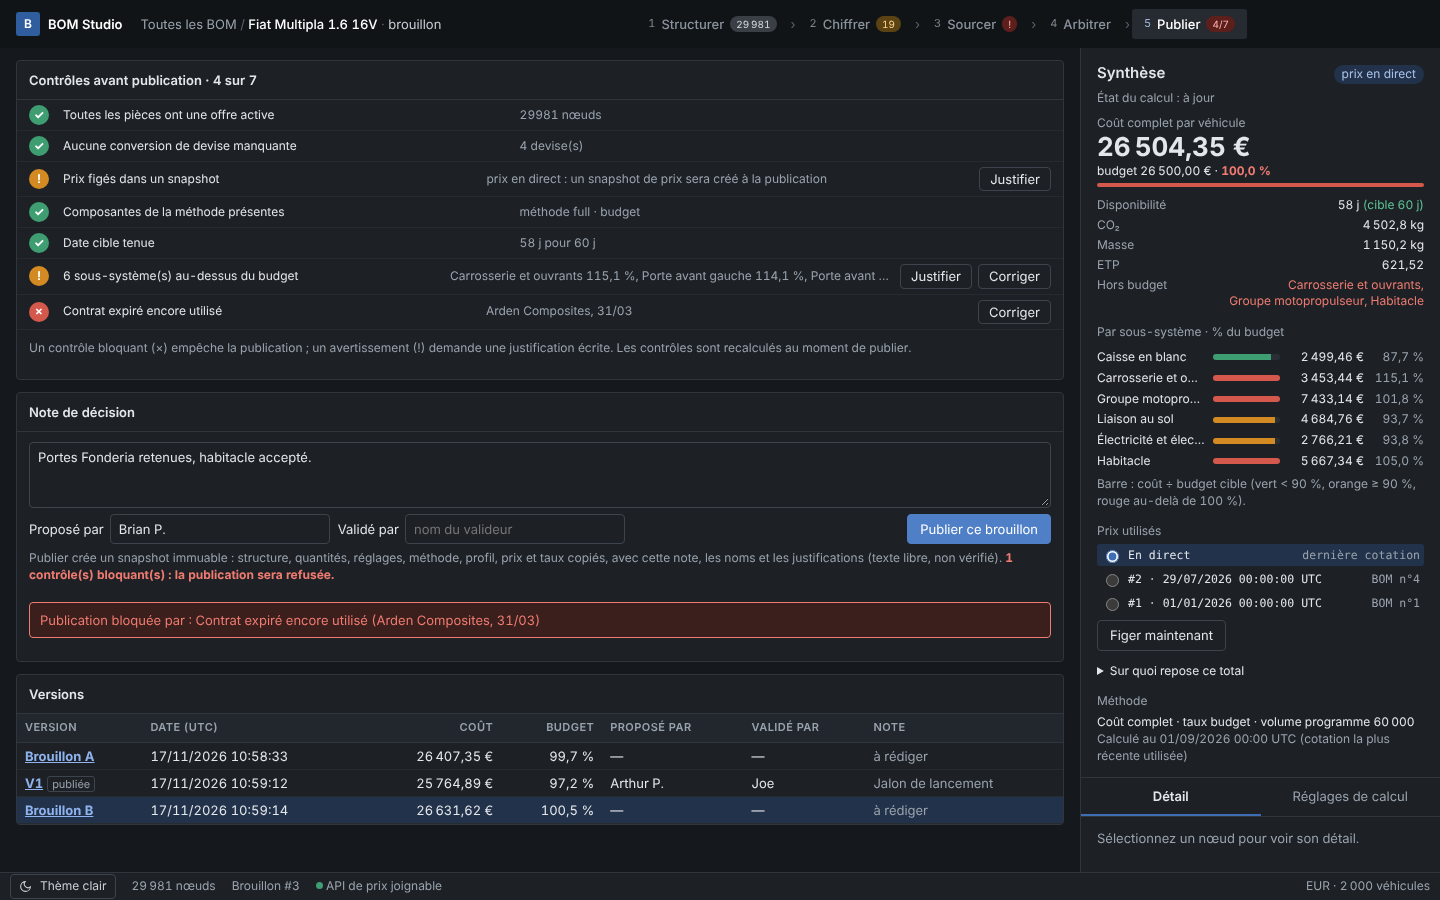 B BOM Studio Toutes les BOM / Fiat Multipla 1.6 16V · brouillon 1 Structurer 29 981 › 2 Chiffrer 19 › 3 Sourcer ! › 4 Arbitrer › 5 Publier 4/7
Contrôles avant publication · 4 sur 7
Toutes les pièces ont une offre active 29981 nœuds
Aucune conversion de devise manquante 4 devise(s)
! Prix figés dans un snapshot prix en direct : un snapshot de prix sera créé à la publication Justifier
Composantes de la méthode présentes méthode full · budget
Date cible tenue 58 j pour 60 j
! 6 sous-système(s) au-dessus du budget Carrosserie et ouvrants 115,1 %, Porte avant gauche 114,1 %, Porte avant ... Justifier Corriger
× Contrat expiré encore utilisé Arden Composites, 31/03 Corriger
Un contrôle bloquant (×) empêche la publication ; un avertissement (!) demande une justification écrite. Les contrôles sont recalculés au moment de publier.
Note de décision
Portes Fonderia retenues, habitacle accepté.
Proposé par Brian P. Validé par nom du valideur Publier ce brouillon
Publier crée un snapshot immuable : structure, quantités, réglages, méthode, profil, prix et taux copiés, avec cette note, les noms et les justifications (texte libre, non vérifié). 1
contrôle(s) bloquant(s) : la publication sera refusée.
Publication bloquée par : Contrat expiré encore utilisé (Arden Composites, 31/03)
Versions
VERSION DATE (UTC) COÛT BUDGET PROPOSÉ PAR VALIDÉ PAR NOTE
Brouillon A 17/11/2026 10:58:33 26 407,35 € 99,7 % — — à rédiger
V1 publiée 17/11/2026 10:59:12 25 764,89 € 97,2 % Arthur P. Joe Jalon de lancement
Brouillon B 17/11/2026 10:59:14 26 631,62 € 100,5 % — — à rédiger
Synthèse prix en direct
État du calcul : à jour
Coût complet par véhicule
26 504,35 €
budget 26 500,00 € · 100,0 %
Disponibilité 58 j (cible 60 j)
CO₂ 4 502,8 kg
Masse 1 150,2 kg
ETP 621,52
Hors budget Carrosserie et ouvrants,
Groupe motopropulseur, Habitacle
Par sous-système · % du budget
Caisse en blanc 2 499,46 € 87,7 %
Carrosserie et o... 3 453,44 € 115,1 %
Groupe motopro... 7 433,14 € 101,8 %
Liaison au sol 4 684,76 € 93,7 %
Électricité et élec... 2 766,21 € 93,8 %
Habitacle 5 667,34 € 105,0 %
Barre : coût ÷ budget cible (vert < 90 %, orange ≥ 90 %,
rouge au-delà de 100 %).
Prix utilisés
En direct dernière cotation
#2 · 29/07/2026 00:00:00 UTC BOM n°4
#1 · 01/01/2026 00:00:00 UTC BOM n°1
Figer maintenant
Sur quoi repose ce total
Méthode
Coût complet · taux budget · volume programme 60 000
Calculé au 01/09/2026 00:00 UTC (cotation la plus
récente utilisée)
Détail Réglages de calcul
Sélectionnez un nœud pour voir son détail.
Thème clair 29 981 nœuds Brouillon #3 API de prix joignable EUR · 2 000 véhicules